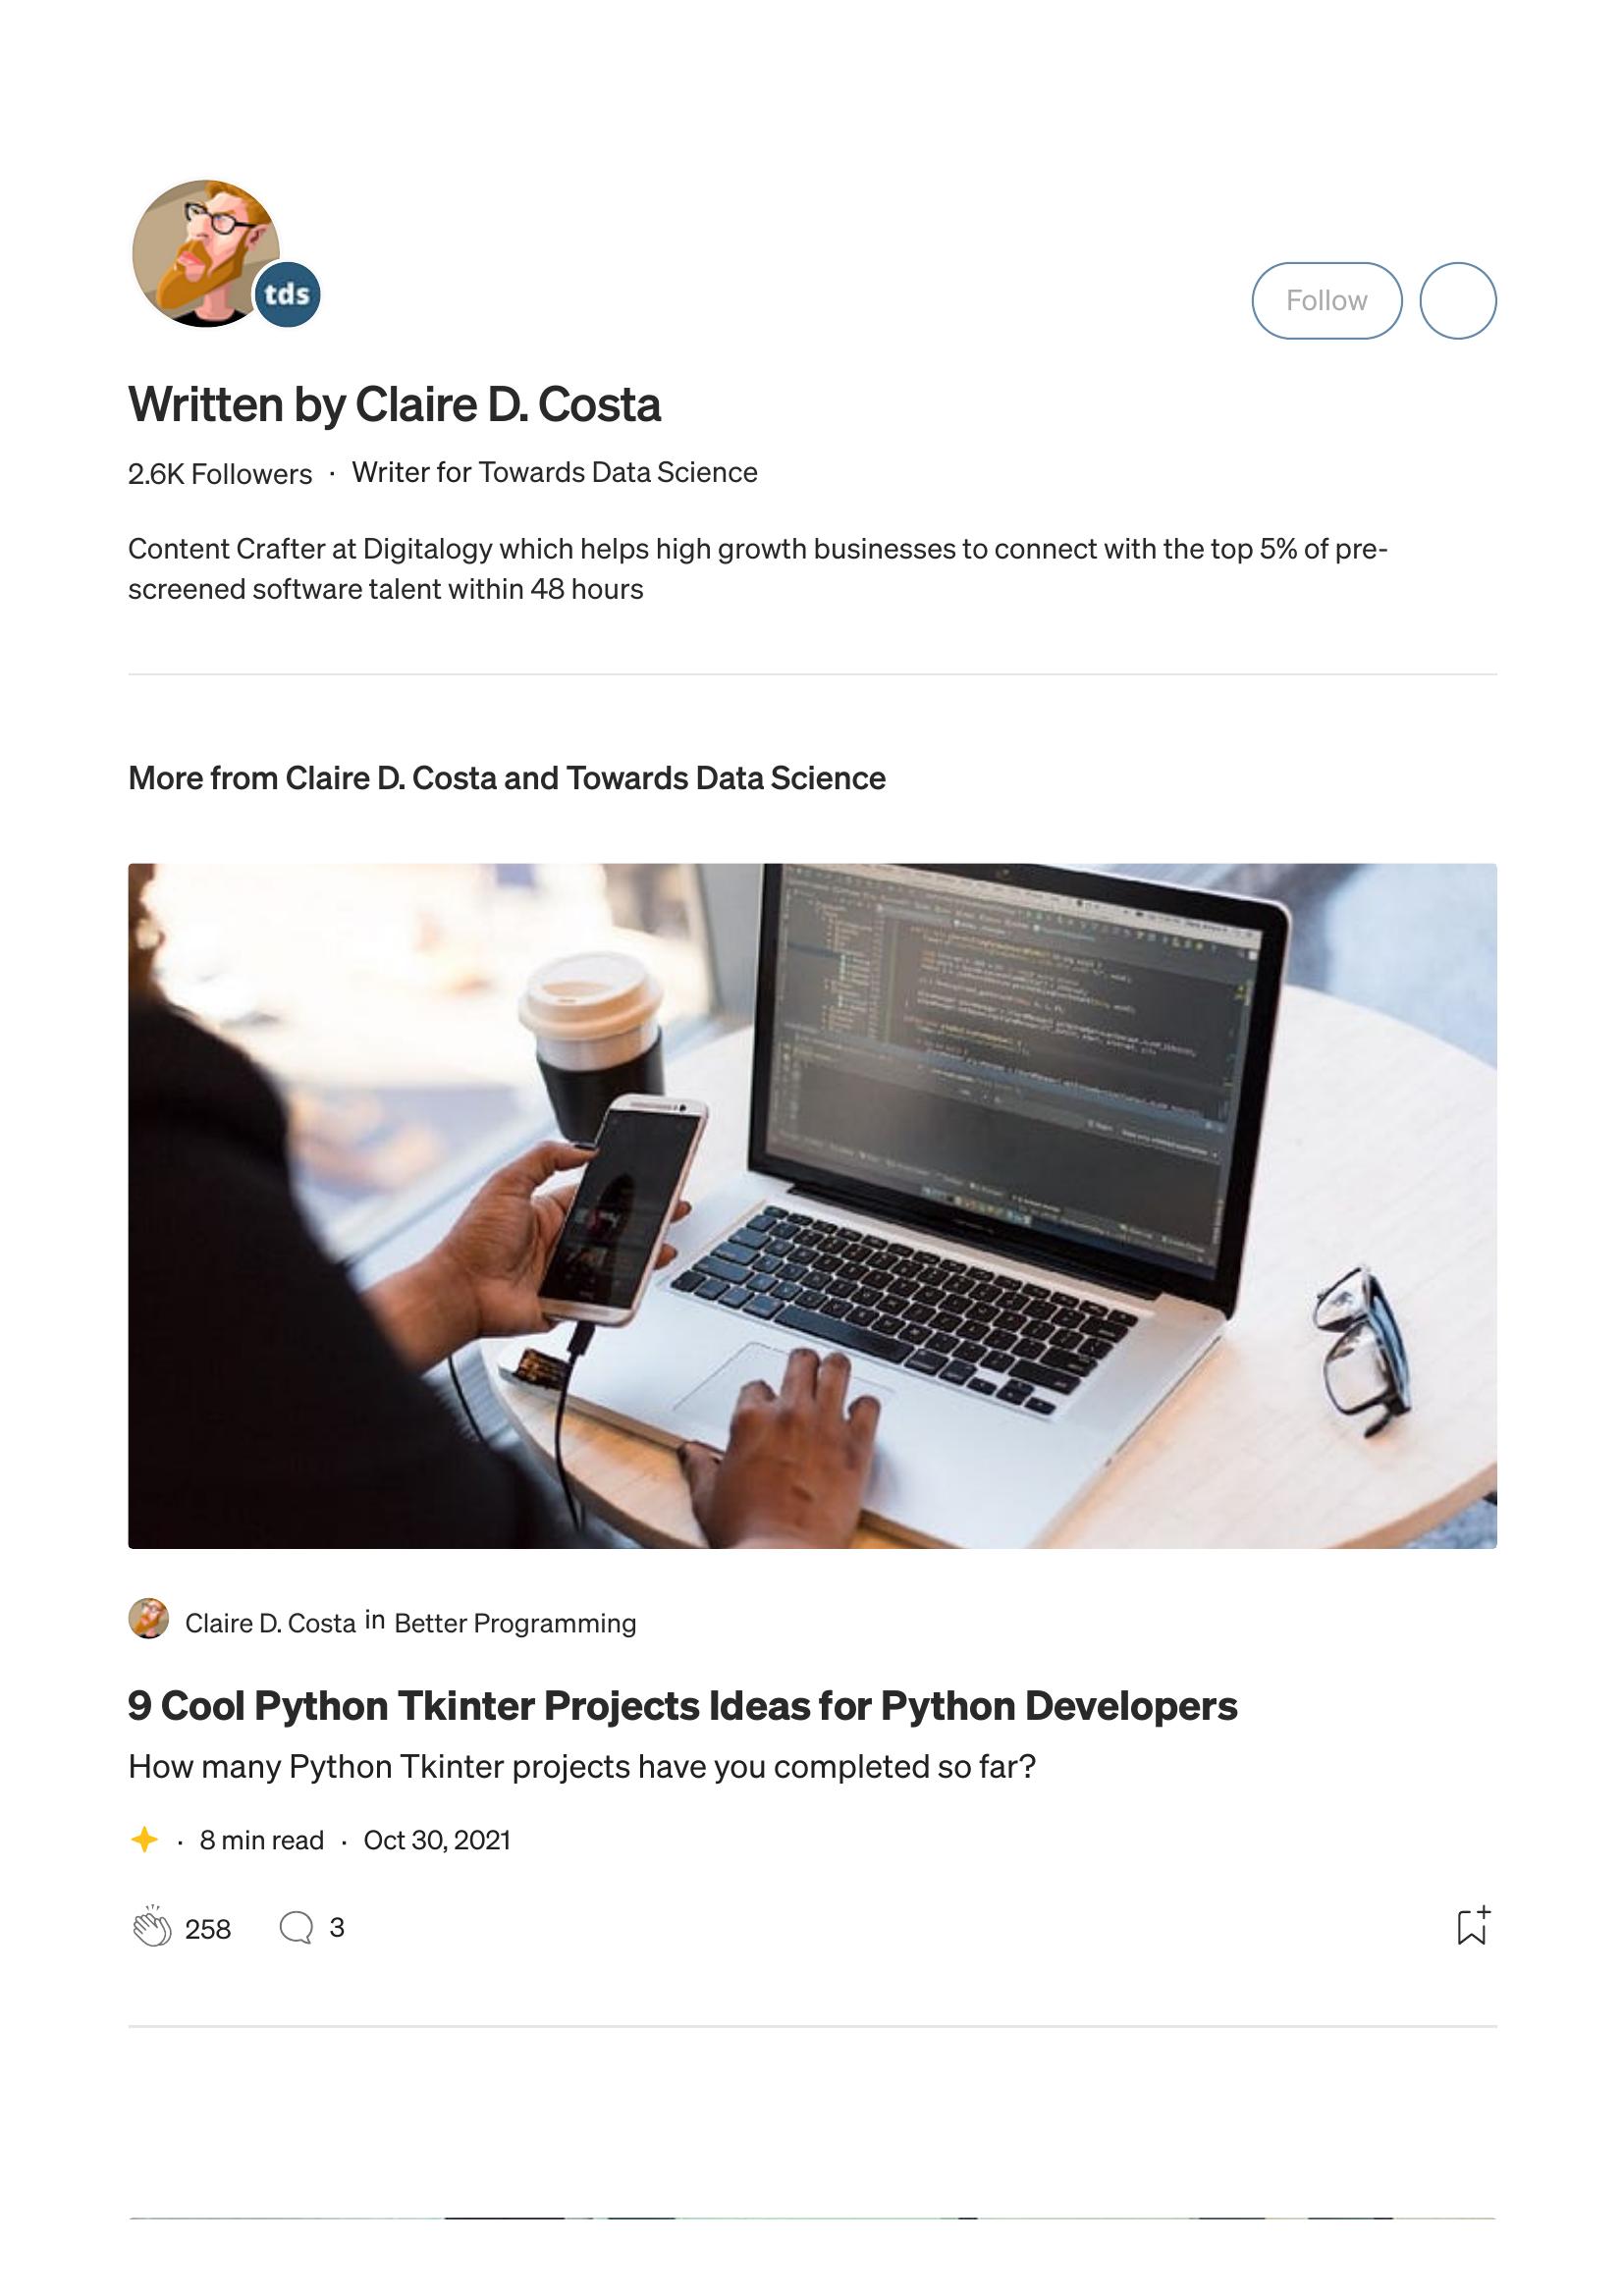 tds
Follow
Written by Claire D. Costa
2.6K Followers · Writer for Towards Data Science
Content Crafter at Digitalogy which helps high growth businesses to connect with the top 5% of pre-
screened software talent within 48 hours
More from Claire D. Costa and Towards Data Science
Claire D. Costa in Better Programming
9 Cool Python Tkinter Projects Ideas for Python Developers
How many Python Tkinter projects have you completed so far?
· 8 min read · Oct 30, 2021
258 3